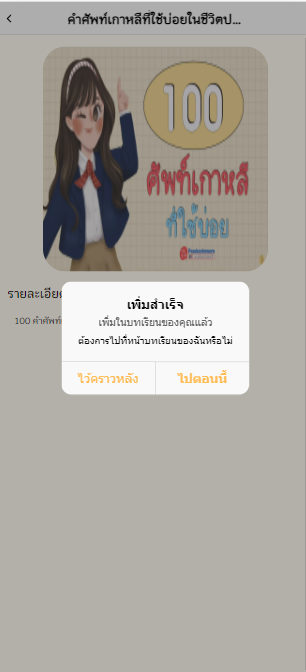 คำศัพท์เกาหลีที่ใช้บ่อยในชีวิตป...
100
ศัพท์เกาหลี
ที่ใช้บ่อย
รายละเอียด
100 คำศัพท์
เพิ่มสำเร็จ
เพิ่มในบทเรียนของคุณแล้ว
ต้องการไปที่หน้าบทเรียนของฉันหรือไม่
ไว้คราวหลัง
ไปตอนนี้